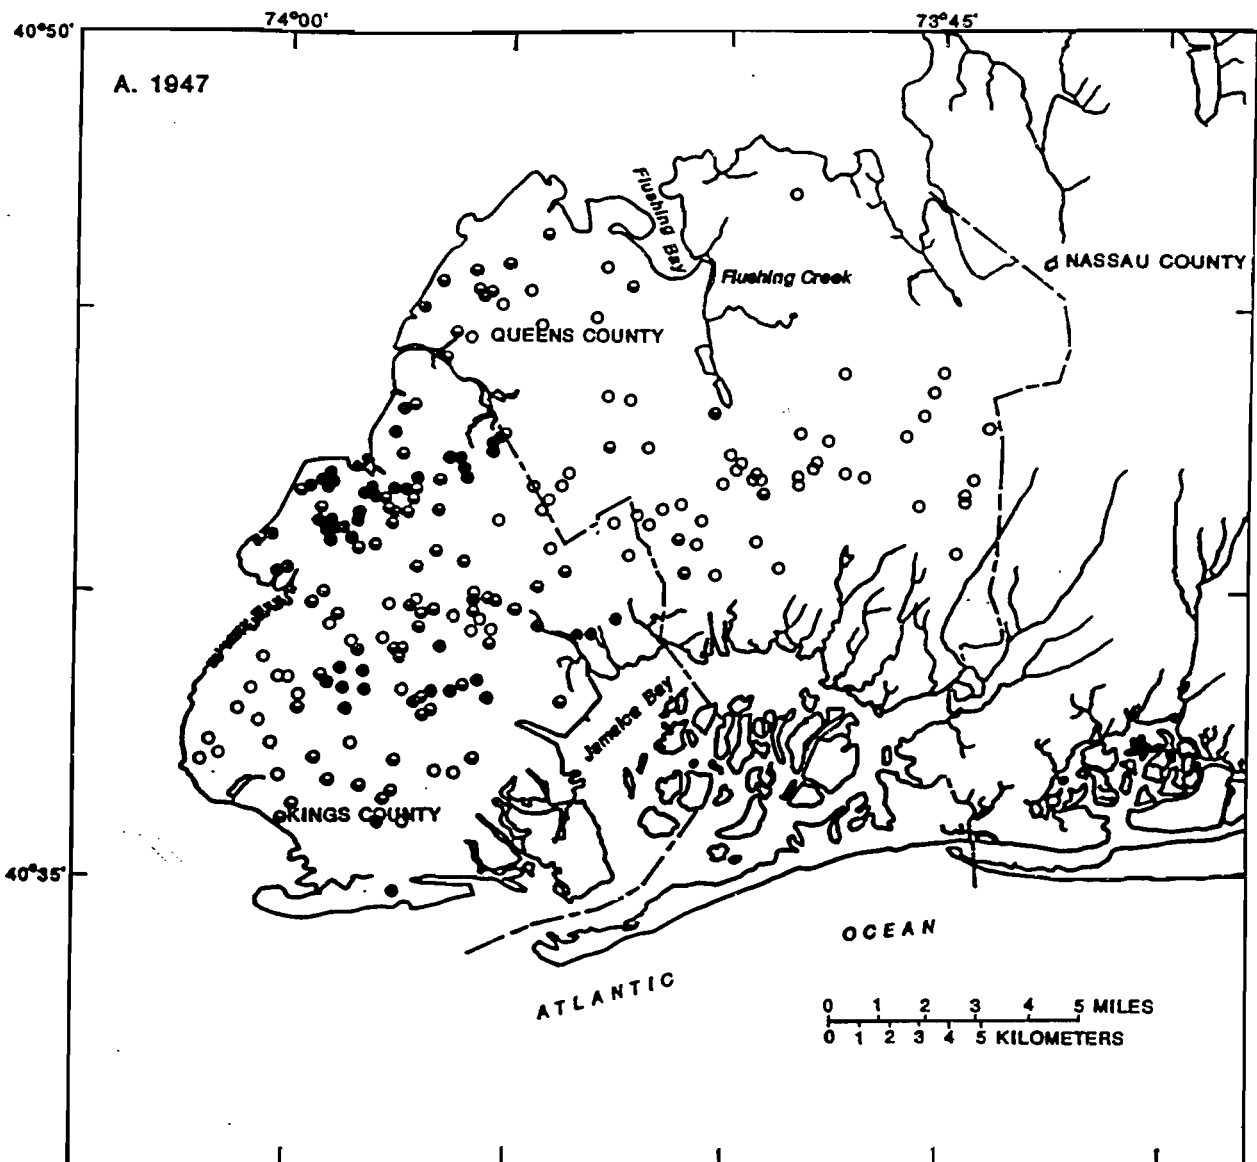 74°00'
73°45'
40°50'
A. 1947
Flushing Bay
NASSAU COUNTY
Flushing Creek
QUEENS COUNTY
Jamaica Bay
KINGS COUNTY
40°35'
OCEAN
ATLANTIC
0 1 2 3 4 5 MILES
0 1 2 3 4 5 KILOMETERS